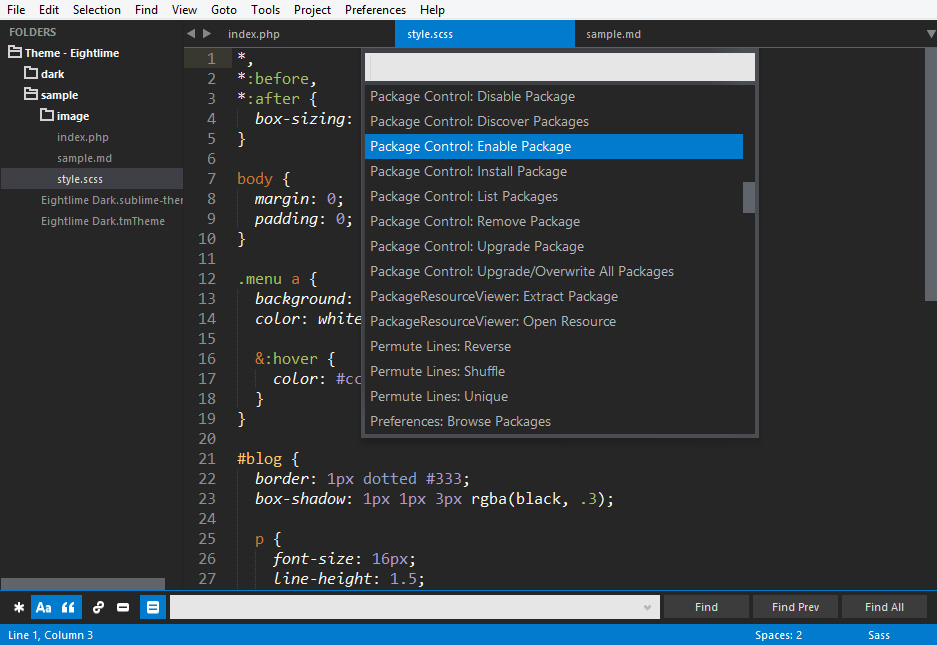 File Edit Selection Find View Goto Tools Project Preferences Help
FOLDERS
Theme - Eightlime
dark
sample
image
index.php
sample.md
style.scss
Eightlime Dark.sublime-ther
Eightlime Dark.tmTheme
index.php style.scss sample.md
1 *,
2 *:before,
3 *:after {
4 box-sizing:
5 }
6
7 body {
8 margin: 0;
9 padding: 0;
10 }
11
12 .menu a {
13 background:
14 color: white
15
16 &:hover {
17 color: #cc
18 }
19 }
20
21 #blog {
22 border: 1px dotted #333;
23 box-shadow: 1px 1px 3px rgba(black, .3);
24
25 p {
26 font-size: 16px;
27 line-height: 1.5;
Package Control: Disable Package
Package Control: Discover Packages
Package Control: Enable Package
Package Control: Install Package
Package Control: List Packages
Package Control: Remove Package
Package Control: Upgrade Package
Package Control: Upgrade/Overwrite All Packages
PackageResourceViewer: Extract Package
PackageResourceViewer: Open Resource
Permute Lines: Reverse
Permute Lines: Shuffle
Permute Lines: Unique
Preferences: Browse Packages
Aa Find Find Prev Find All
Line 1, Column 3 Spaces: 2 Sass